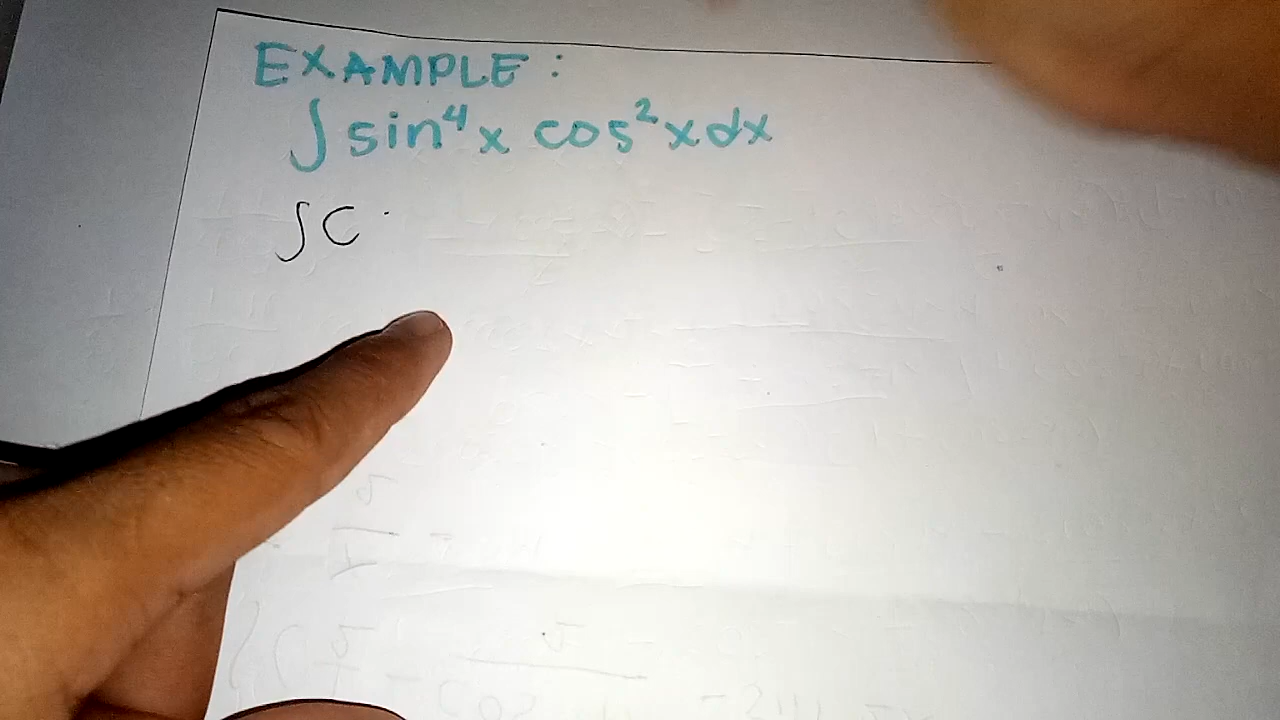 EXAMPLE:
∫ sin⁴x cos²x dx
∫ (